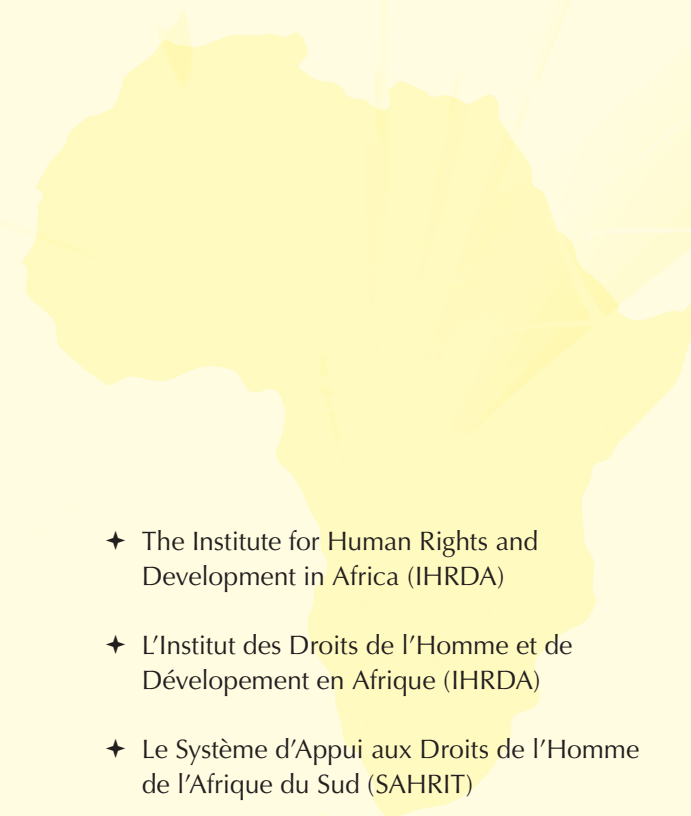 ✦ The Institute for Human Rights and
Development in Africa (IHRDA)
✦ L’Institut des Droits de l’Homme et de
Dévelopement en Afrique (IHRDA)
✦ Le Système d’Appui aux Droits de l’Homme
de l’Afrique du Sud (SAHRIT)